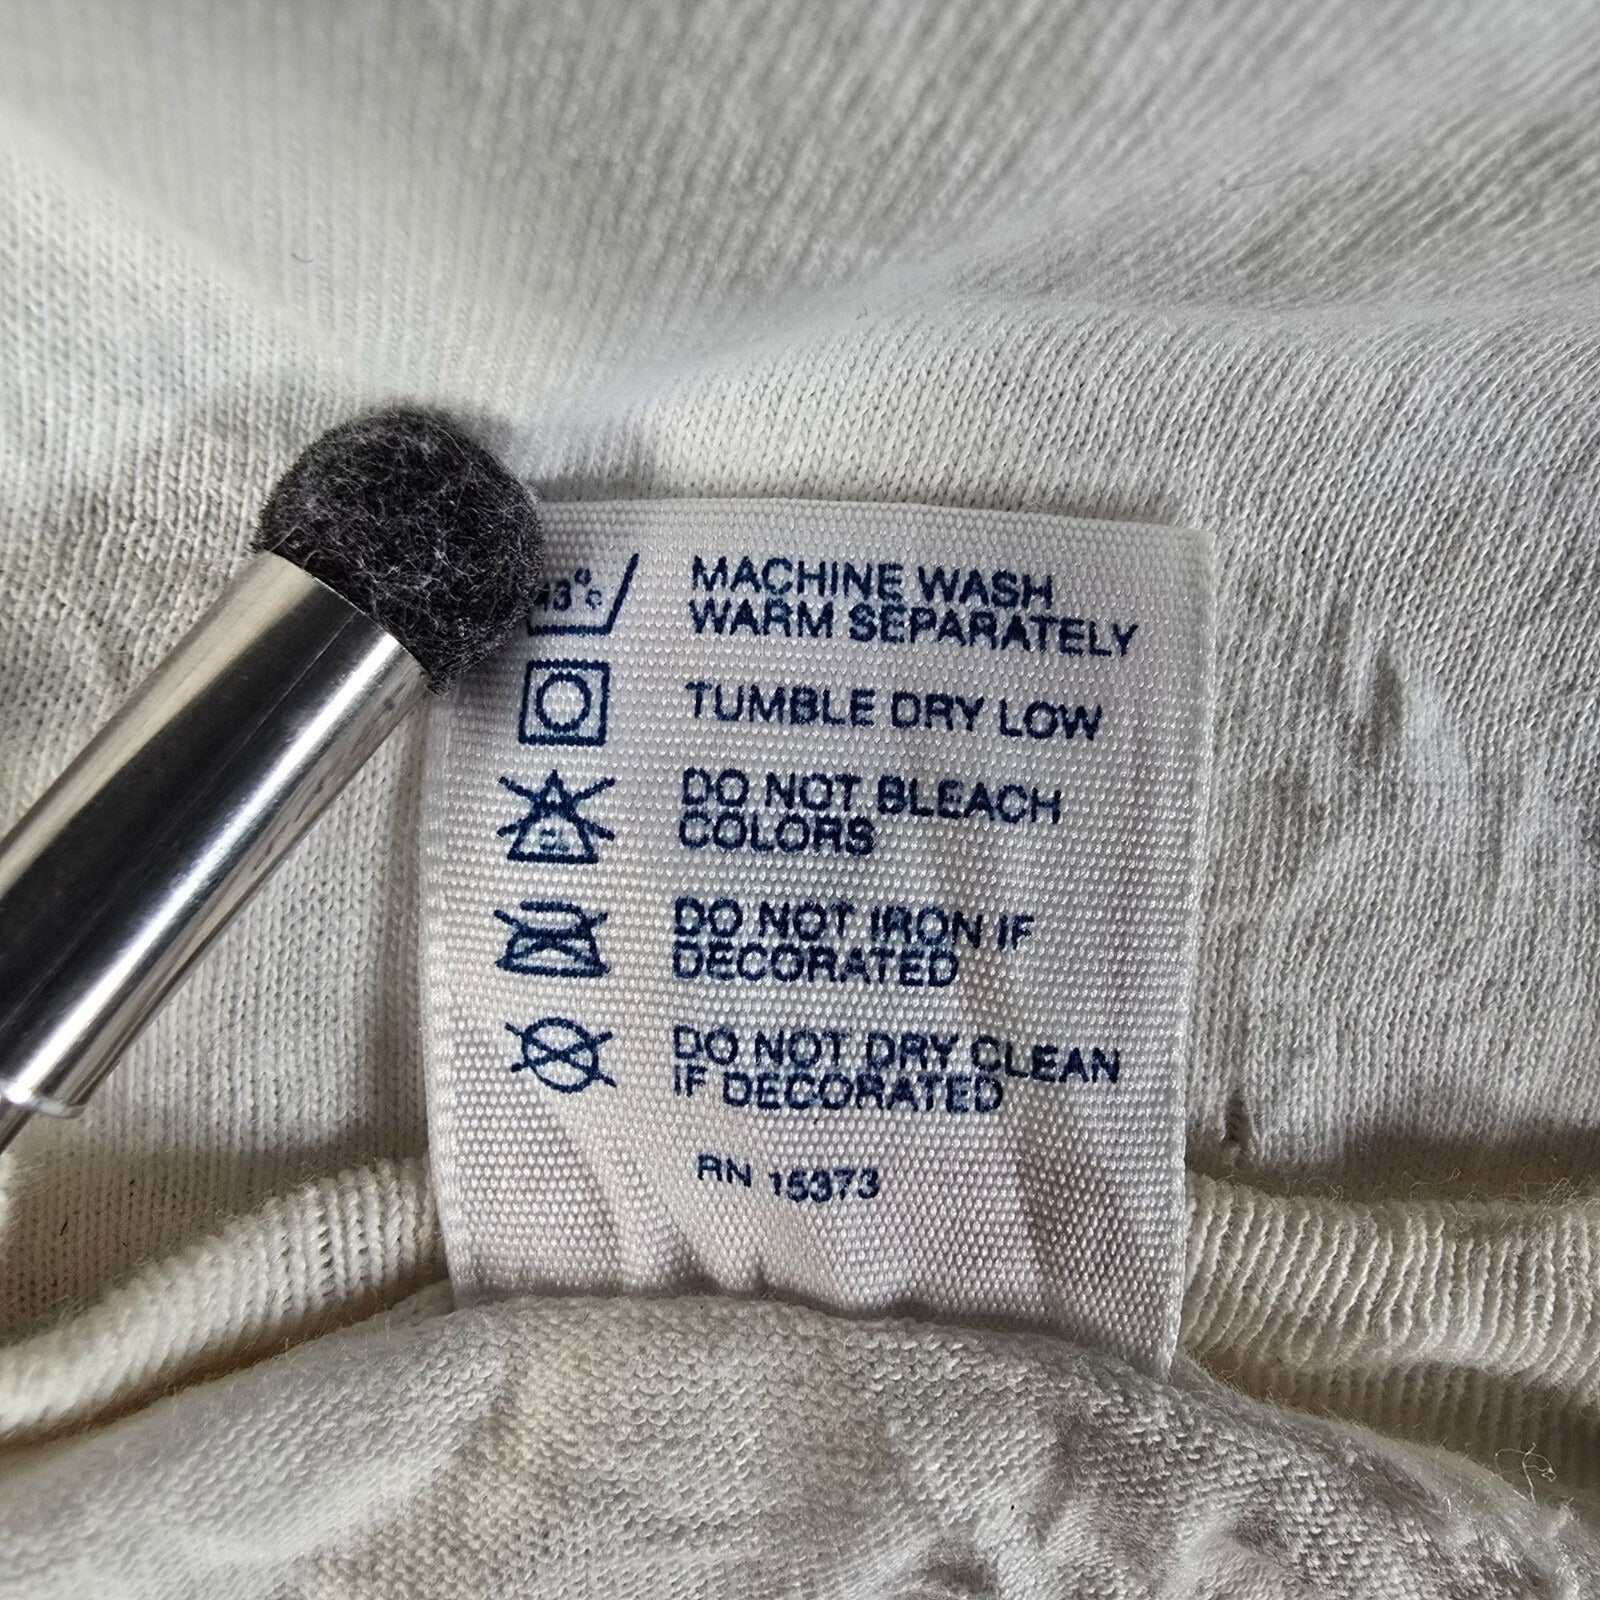 43°C
MACHINE WASH
WARM SEPARATELY
TUMBLE DRY LOW
DO NOT BLEACH
COLORS
DO NOT IRON IF
DECORATED
DO NOT DRY CLEAN
IF DECORATED
RN 15373